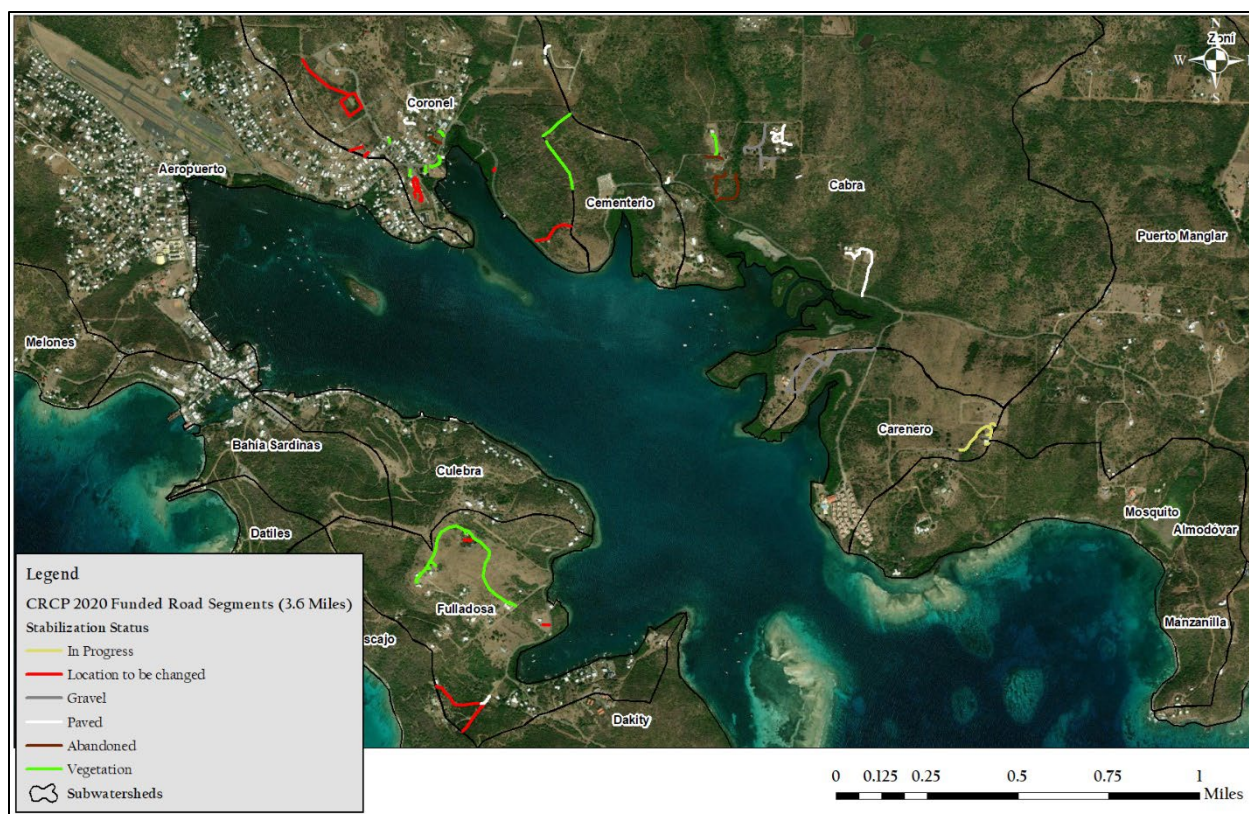 N
Zoní
W
S
Coronel
Aeropuerto
Cabra
Cementerio
Puerto Manglar
Melones
Carenero
Bahía Sardinas
Culebra
Mosquito
Almodóvar
Datiles
Fulladosa
scajo
Manzanilla
Dakity
Legend
CRCP 2020 Funded Road Segments (3.6 Miles)
Stabilization Status
In Progress
Location to be changed
Gravel
Paved
Abandoned
Vegetation
Subwatersheds
0 0.125 0.25 0.5 0.75 1
Miles